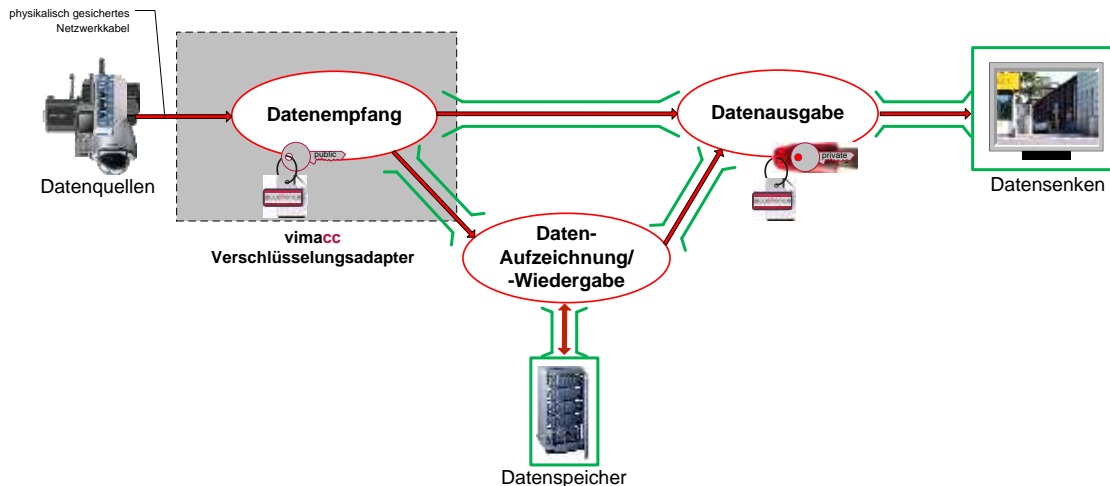 physikalisch gesichertes
Netzwerkkabel
Datenempfang
Datenausgabe
public
private
Datenquellen
Datensenken
vimacc
Verschlüsselungsadapter
Daten-
Aufzeichnung/
-Wiedergabe
Datenspeicher